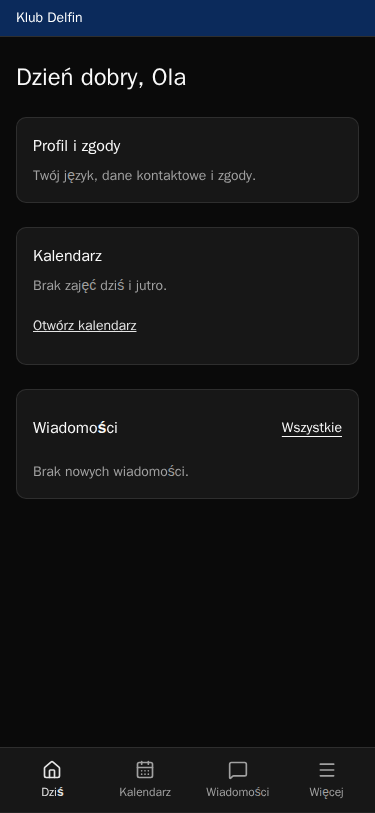 Klub Delfin
Dzień dobry, Ola
Profil i zgody
Twój język, dane kontaktowe i zgody.
Kalendarz
Brak zajęć dziś i jutro.
Otwórz kalendarz
Wiadomości
Wszystkie
Brak nowych wiadomości.
Dziś
Kalendarz
Wiadomości
Więcej